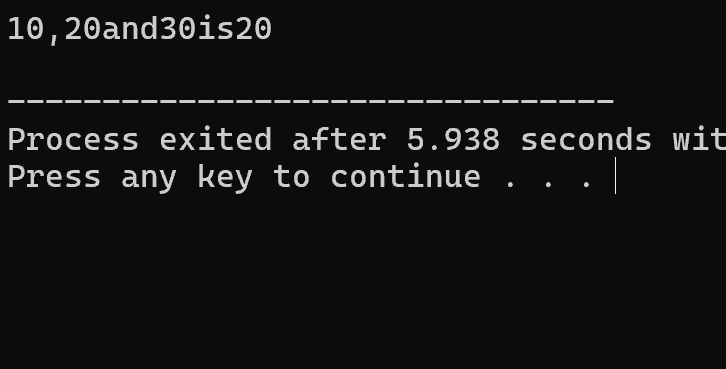 10,20and30is20
--------------------------------
Process exited after 5.938 seconds wit
Press any key to continue . . .